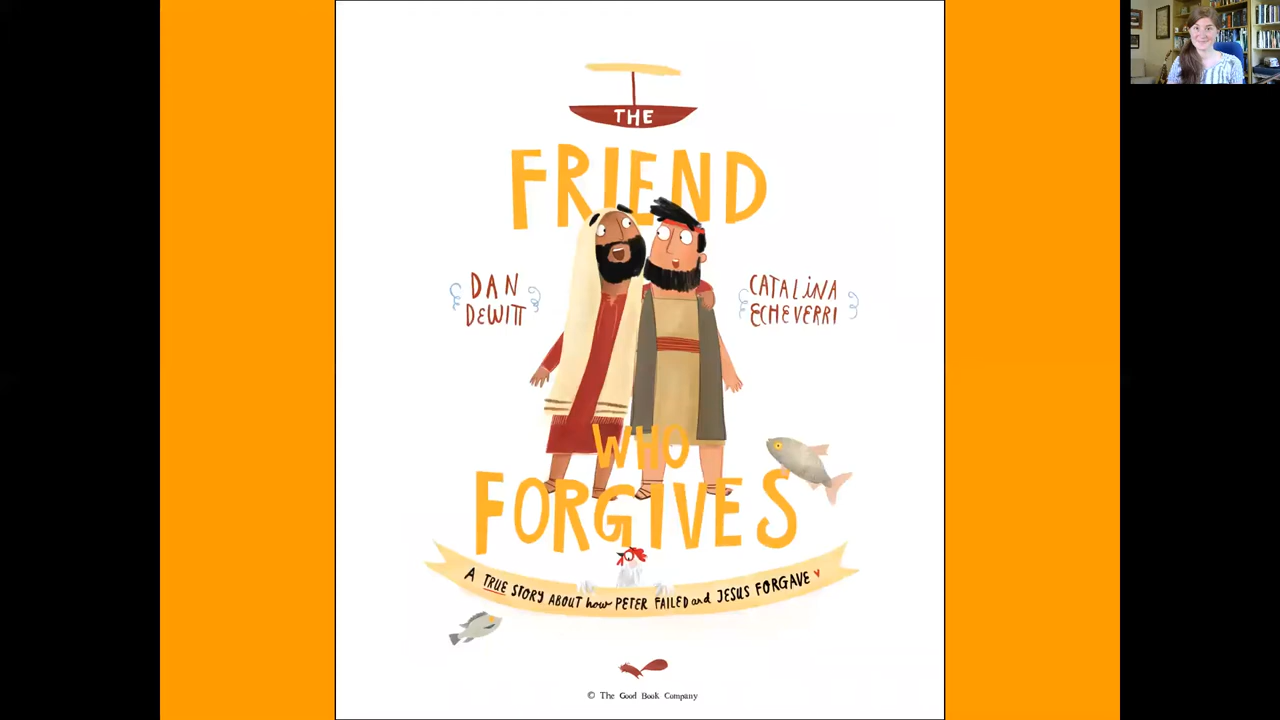 THE
FRIEND
DAN
DEWITT
CATALINA
ECHEVERRI
WHO
FORGIVES
A TRUE STORY ABOUT how PETER FAILED and JESUS FORGAVE
© The Good Book Company